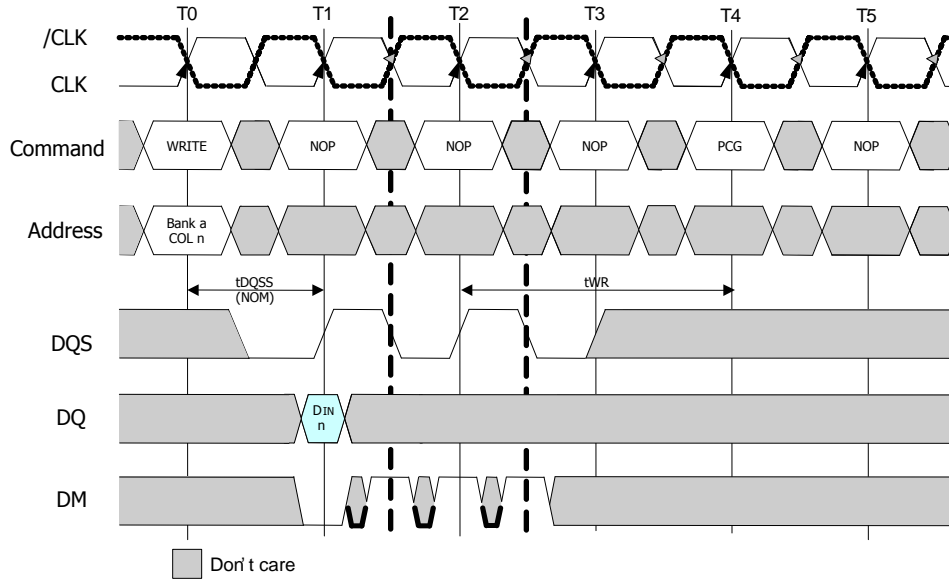 T0 T1 T2 T3 T4 T5
/CLK
CLK
Command WRITE NOP NOP NOP PCG NOP
Address Bank a
COL n
tDQSS
(NOM)
tWR
DQS
DQ DIN
n
DM
Don't care